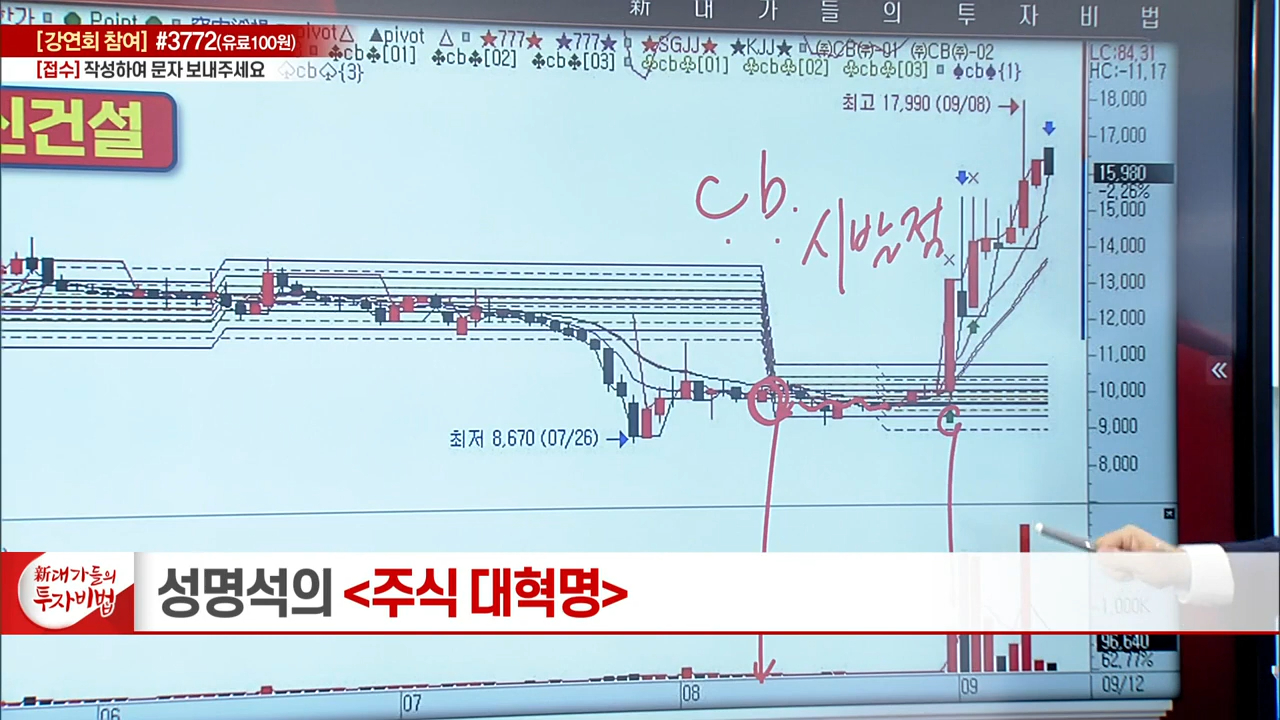 新 대 가 들 의 투 자 비 법
[강연회 참여] #3772(유료100원)
[접수] 작성하여 문자 보내주세요
Point
pivot△ ▲pivot △ ★777★ ★777★ ★SGJJ★ ★KJJ★ ㈜CB㈜-01 ㈜CB㈜-02
♣cb♣[01] ♣cb♣[02] ♣cb♣[03] ♧cb♧[01] ♧cb♧[02] ♧cb♧[03] ♠cb♠{1}
♤cb♤{3}
LC:84,31
HC:-11,17
신건설
최고 17,990 (09/08)
18,000
17,000
15,980
-2,26%
15,000
14,000
13,000
12,000
11,000
10,000
9,000
8,000
c.b.
시발점
최저 8,670 (07/26)
«
新대가들의
투자비법
성명석의 <주식 대혁명>
1,000K
96,640
62,77%
06
07
08
09
09/12